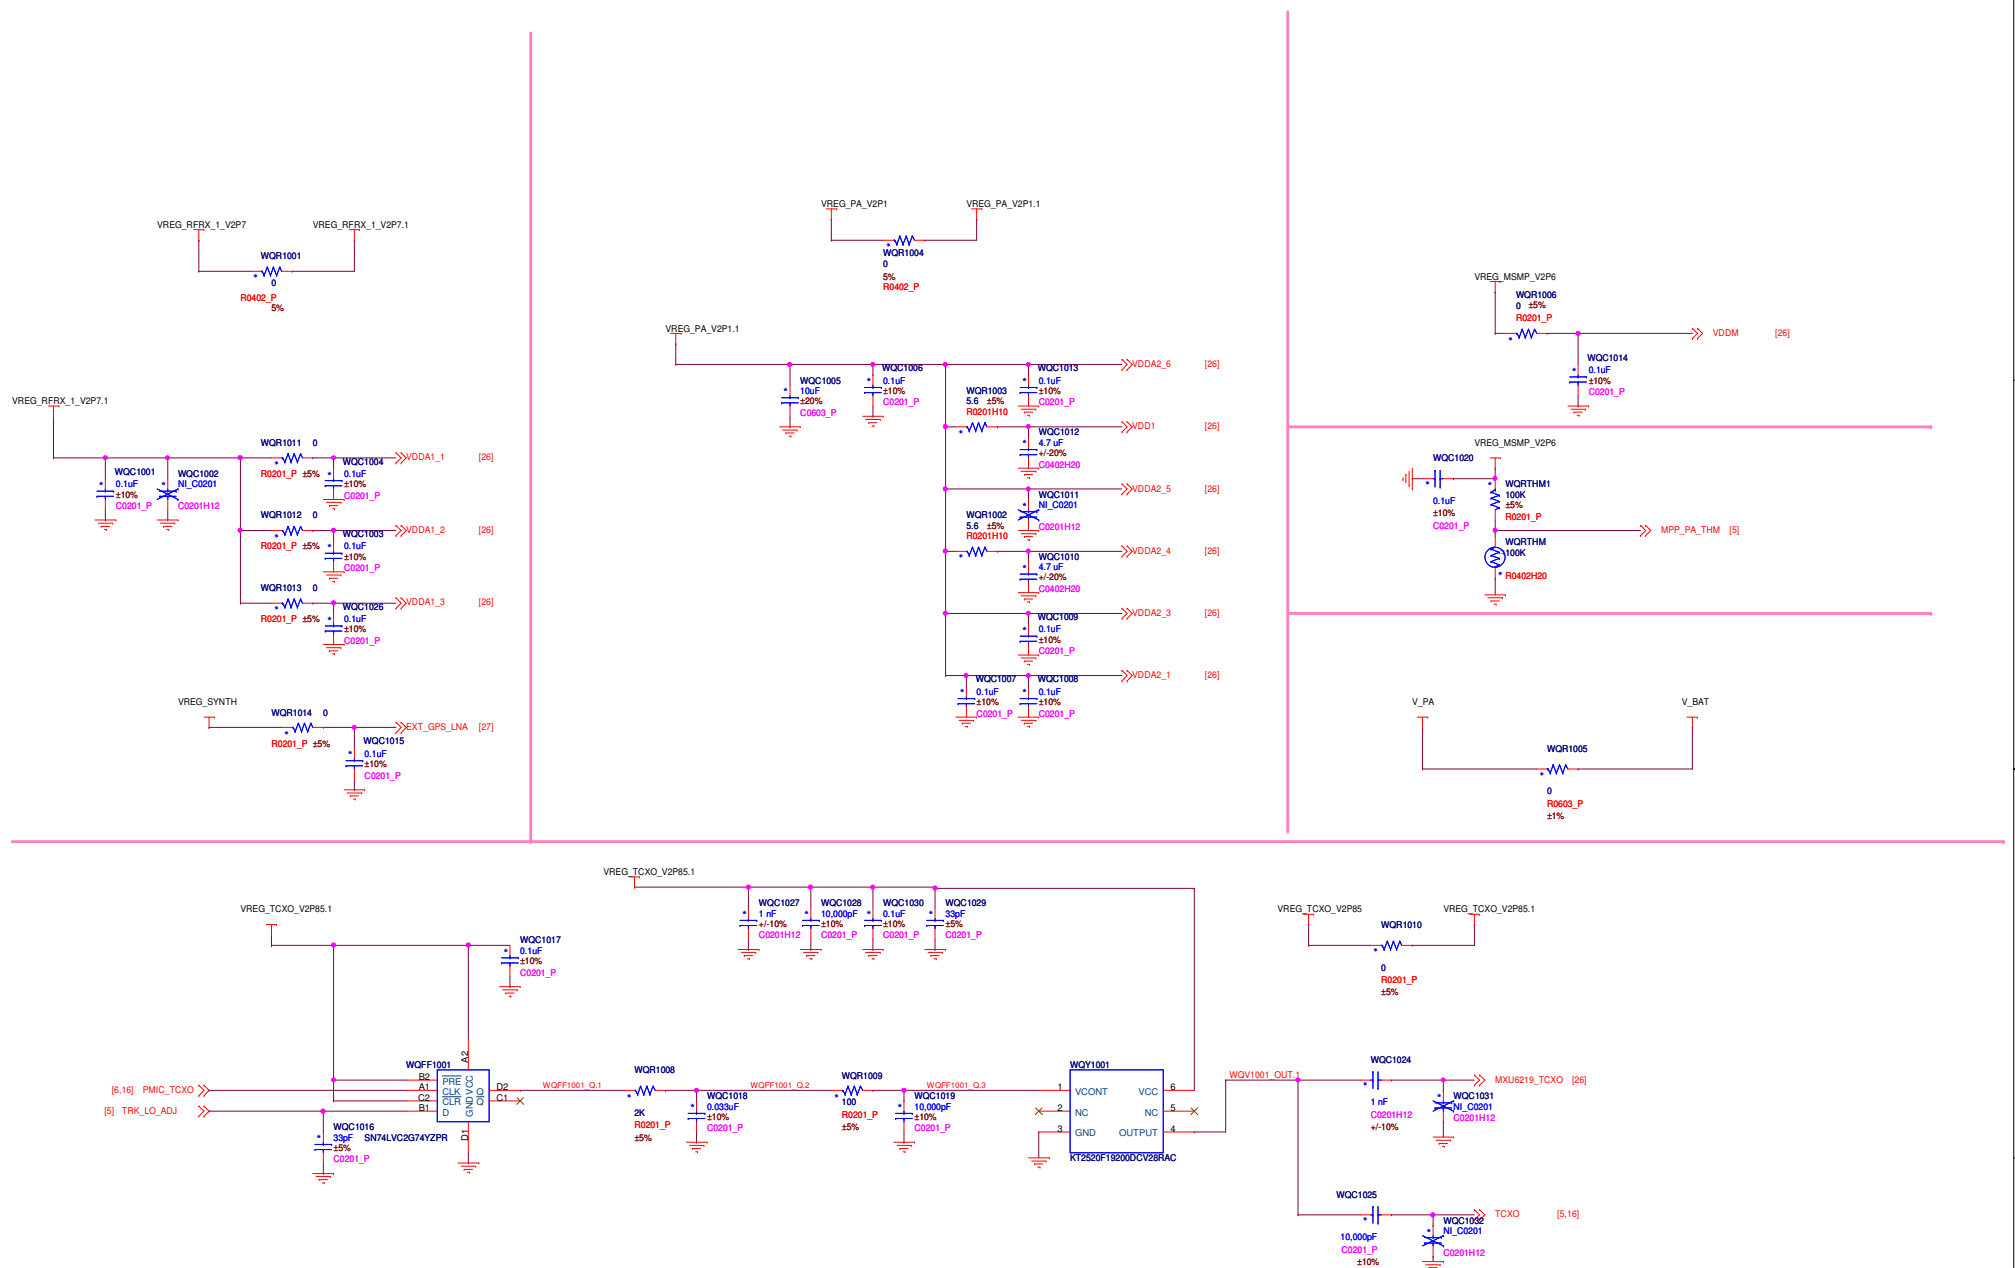 VREG_RFRX_1_V2P7
VREG_RFRX_1_V2P7.1
WQR1001
0
R0402_P
5%
VREG_RFRX_1_V2P7.1
WQC1001
0.1uF
±10%
C0201_P
WQC1002
NI_C0201
C0201H12
WQR1011 0
R0201_P ±5%
VDDA1_1 [26]
WQC1004
0.1uF
±10%
C0201_P
WQR1012 0
R0201_P ±5%
VDDA1_2 [26]
WQC1003
0.1uF
±10%
C0201_P
WQR1013 0
R0201_P ±5%
VDDA1_3 [26]
WQC1026
0.1uF
±10%
C0201_P
VREG_SYNTH
WQR1014 0
R0201_P ±5%
EXT_GPS_LNA [27]
WQC1015
0.1uF
±10%
C0201_P
VREG_PA_V2P1
VREG_PA_V2P1.1
WQR1004
0
5%
R0402_P
VREG_PA_V2P1.1
WQC1005
10uF
±20%
C0603_P
WQC1006
0.1uF
±10%
C0201_P
WQC1013
0.1uF
±10%
C0201_P
VDDA2_6 [26]
WQR1003
5.6 ±5%
R0201H10
VDD1 [26]
WQC1012
4.7 uF
+/-20%
C0402H20
VDDA2_5 [26]
WQC1011
NI_C0201
C0201H12
WQR1002
5.6 ±5%
R0201H10
VDDA2_4 [26]
WQC1010
4.7 uF
+/-20%
C0402H20
VDDA2_3 [26]
WQC1009
0.1uF
±10%
C0201_P
VDDA2_1 [26]
WQC1007
0.1uF
±10%
C0201_P
WQC1008
0.1uF
±10%
C0201_P
VREG_MSMP_V2P6
WQR1006
0 ±5%
R0201_P
VDDM [26]
WQC1014
0.1uF
±10%
C0201_P
VREG_MSMP_V2P6
WQC1020
0.1uF
±10%
C0201_P
WQRTHM1
100K
±5%
R0201_P
MPP_PA_THM [5]
WQRTHM
100K
R0402H20
V_PA
V_BAT
WQR1005
0
R0603_P
±1%
VREG_TCXO_V2P85.1
WQC1017
0.1uF
±10%
C0201_P
VREG_TCXO_V2P85.1
WQC1027
1 nF
+/-10%
C0201H12
WQC1028
10,000pF
±10%
C0201_P
WQC1030
0.1uF
±10%
C0201_P
WQC1029
33pF
±5%
C0201_P
VREG_TCXO_V2P85
VREG_TCXO_V2P85.1
WQR1010
0
R0201_P
±5%
[6,16] PMIC_TCXO
[5] TRK_LO_ADJ
WQC1016
33pF
±5%
C0201_P
WQFF1001
A2
B2
A1
C2
B1
PRE
CLK
CLR
D
VCC
GND
Q
Q
D2
C1
D1
SN74LVC2G74YZPR
WQFF1001_Q.1
WQR1008
2K
R0201_P
±5%
WQFF1001_Q.2
WQC1018
0.033uF
±10%
C0201_P
WQR1009
100
R0201_P
±5%
WQFF1001_Q.3
WQC1019
10,000pF
±10%
C0201_P
WQY1001
1 VCONT VCC 6
2 NC NC 5
3 GND OUTPUT 4
KT2520F19200DCV28RAC
WQV1001_OUT.1
WQC1024
1 nF
C0201H12
+/-10%
MXU6219_TCXO [26]
WQC1031
NI_C0201
C0201H12
WQC1025
10,000pF
C0201_P
±10%
TCXO [5,16]
WQC1032
NI_C0201
C0201H12